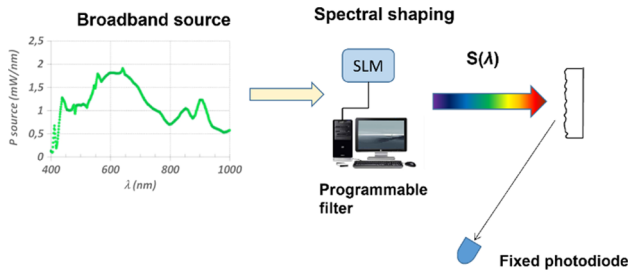 Broadband source
Spectral shaping
P source (mW/nm)
2,5
2
1,5
1
0,5
0
400
600
800
1000
λ (nm)
SLM
Programmable
filter
S(λ)
Fixed photodiode